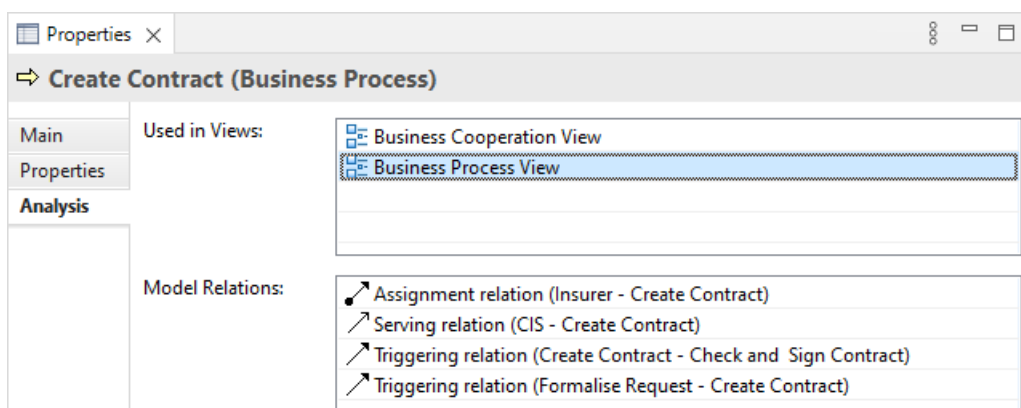 Properties
Create Contract (Business Process)
Main
Properties
Analysis
Used in Views:
Business Cooperation View
Business Process View
Model Relations:
Assignment relation (Insurer - Create Contract)
Serving relation (CIS - Create Contract)
Triggering relation (Create Contract - Check and  Sign Contract)
Triggering relation (Formalise Request - Create Contract)